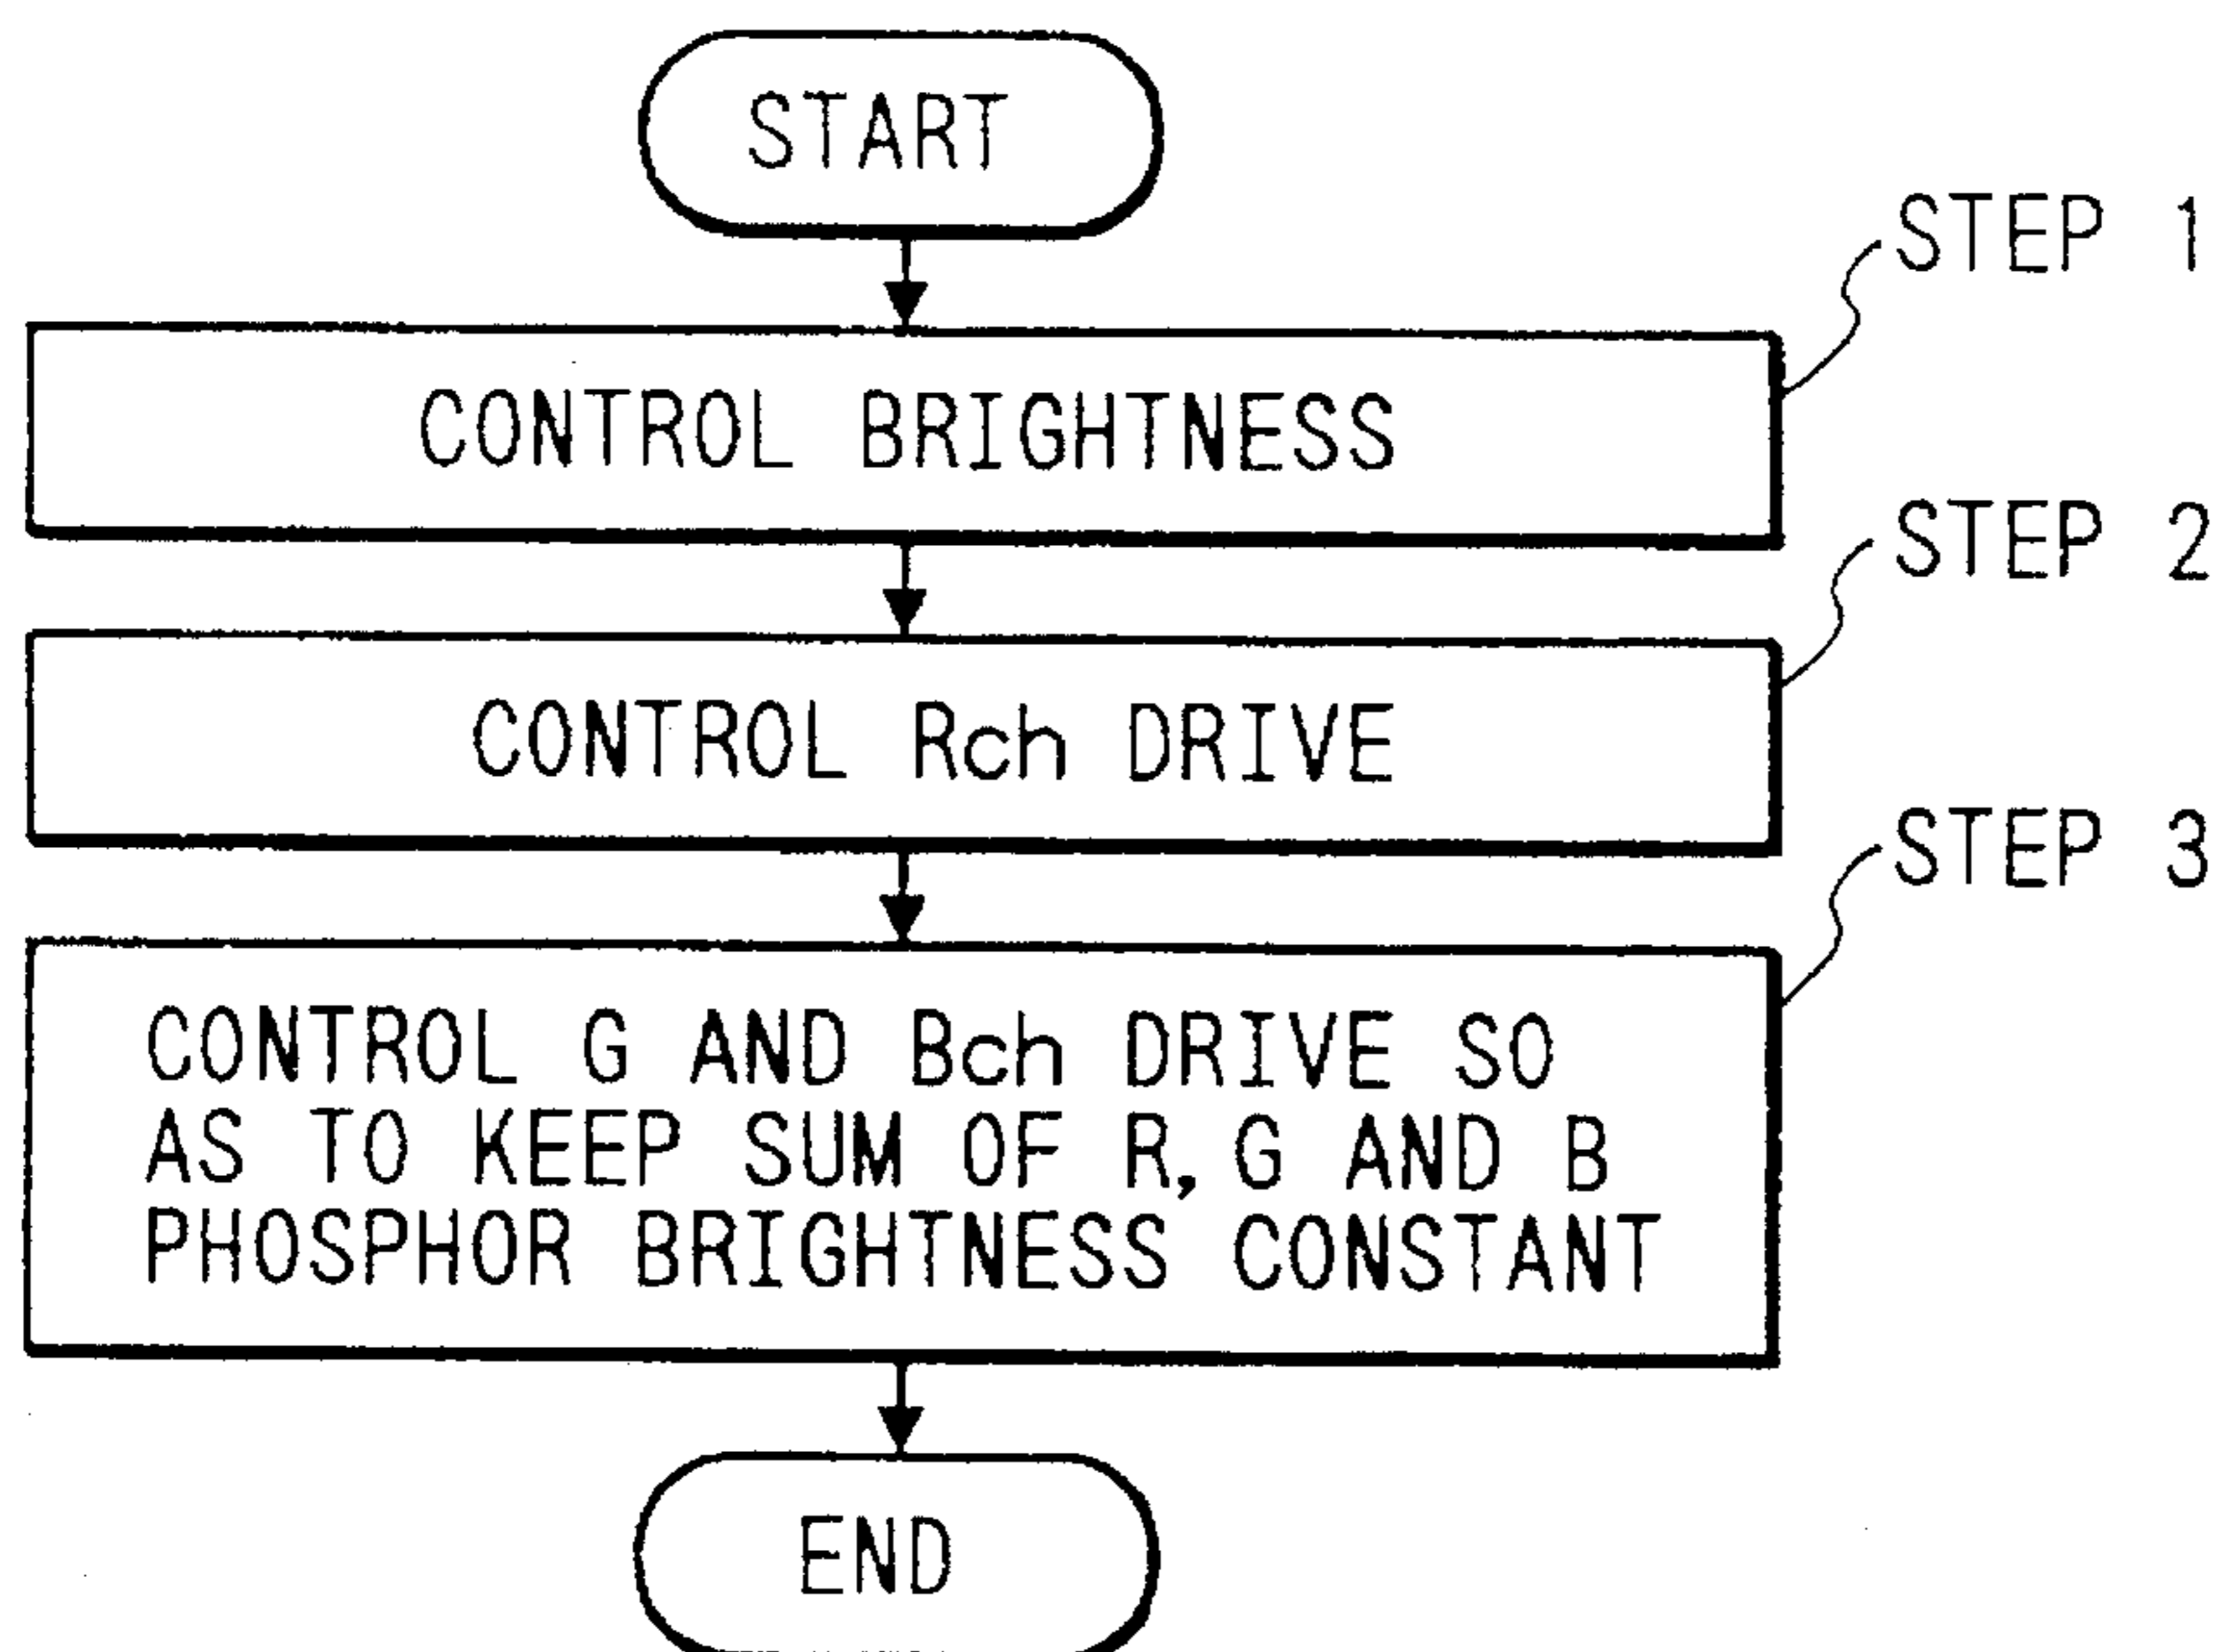 START
STEP 1
CONTROL BRIGHTNESS
STEP 2
CONTROL Rch DRIVE
STEP 3
CONTROL G AND Bch DRIVE SO
AS TO KEEP SUM OF R, G AND B
PHOSPHOR BRIGHTNESS CONSTANT
END